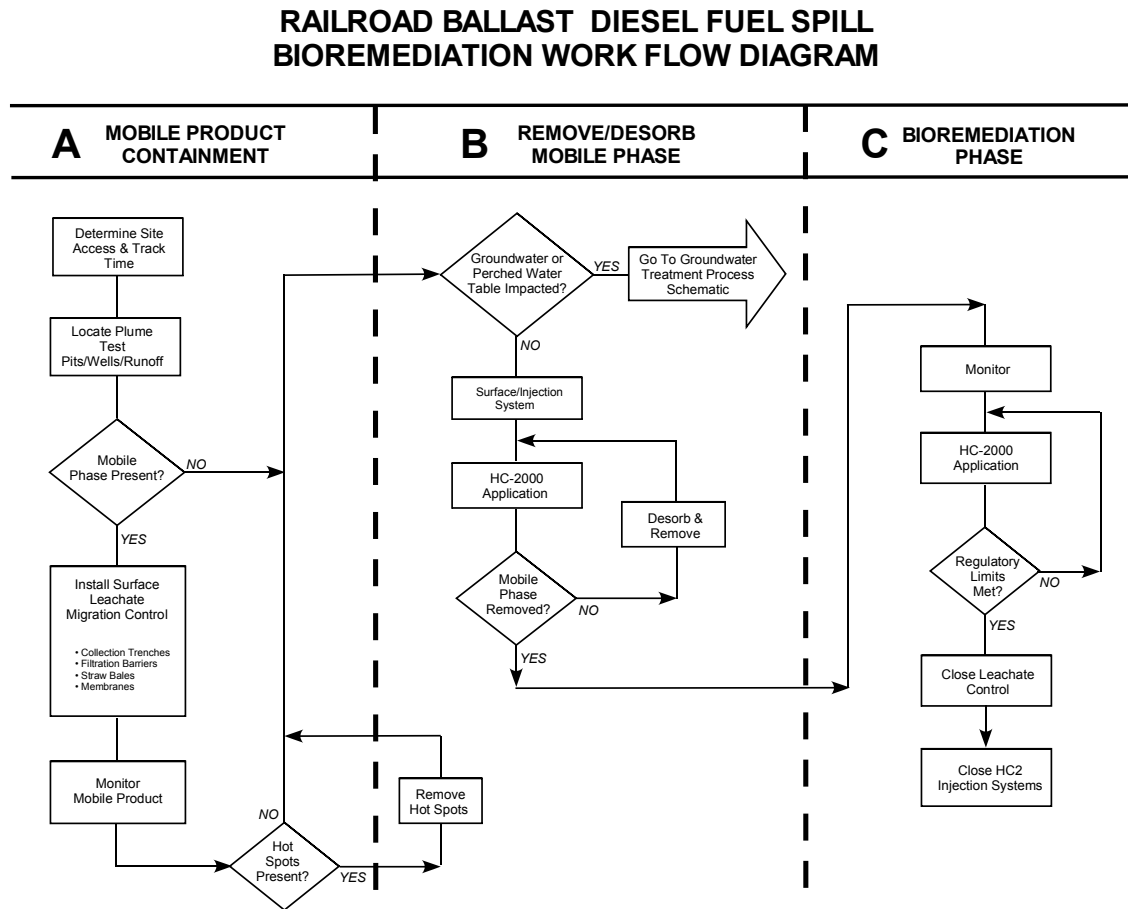 RAILROAD BALLAST DIESEL FUEL SPILL
BIOREMEDIATION WORK FLOW DIAGRAM
A
MOBILE PRODUCT
CONTAINMENT
B
REMOVE/DESORB
MOBILE PHASE
C
BIOREMEDIATION
PHASE
Determine Site
Access & Track
Time
Locate Plume
Test
Pits/Wells/Runoff
Mobile
Phase Present?
NO
YES
Install Surface
Leachate
Migration Control
• Collection Trenches
• Filtration Barriers
• Straw Bales
• Membranes
Monitor
Mobile Product
Hot
Spots
Present?
NO
YES
Remove
Hot Spots
Groundwater or
Perched Water
Table Impacted?
YES
Go To Groundwater
Treatment Process
Schematic
NO
Surface/Injection
System
HC-2000
Application
Desorb &
Remove
Mobile
Phase
Removed?
NO
YES
Monitor
HC-2000
Application
Regulatory
Limits
Met?
NO
YES
Close Leachate
Control
Close HC2
Injection Systems